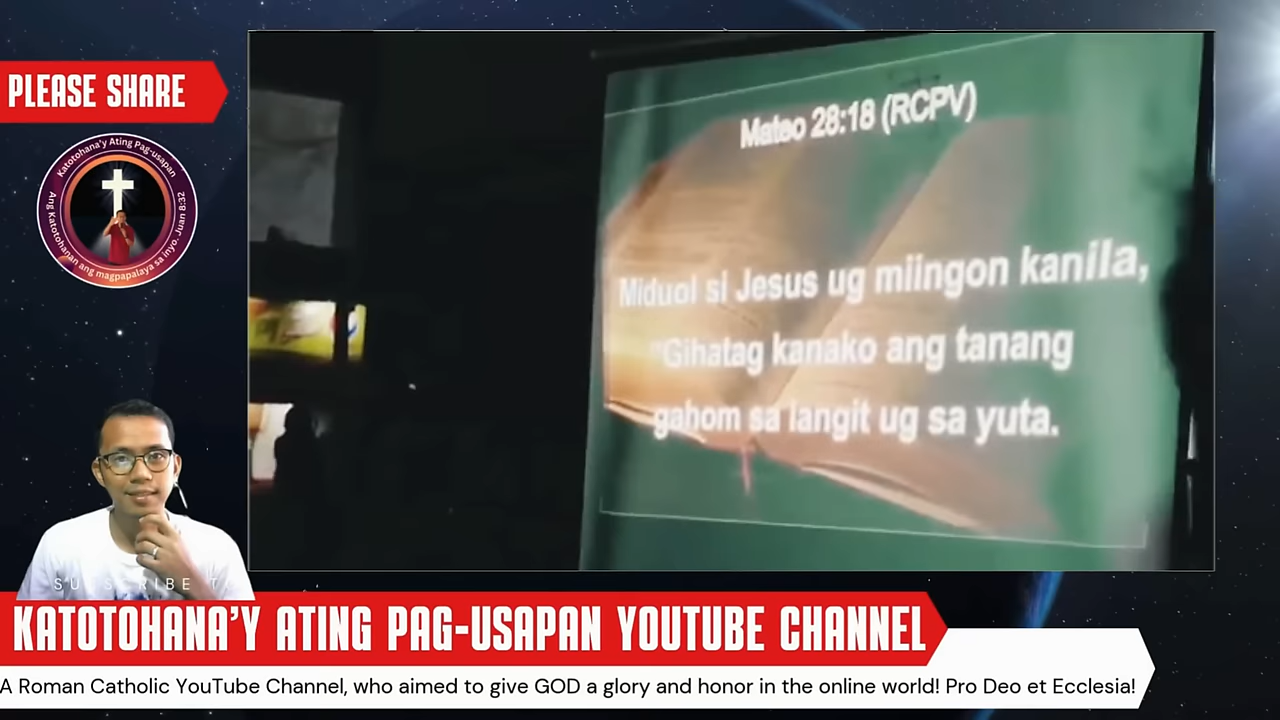 PLEASE SHARE
Katotohana'y Ating Pag-usapan
Ang Katotohanan ang magpapalaya sa inyo. Juan 8:32
Mateo 28:18 (RCPV)
Miduol si Jesus ug miingon kanila,
"Gihatag kanako ang tanang
gahom sa langit ug sa yuta.
SUBSCRIBE TO
KATOTOHANA'Y ATING PAG-USAPAN YOUTUBE CHANNEL
A Roman Catholic YouTube Channel, who aimed to give GOD a glory and honor in the online world! Pro Deo et Ecclesia!